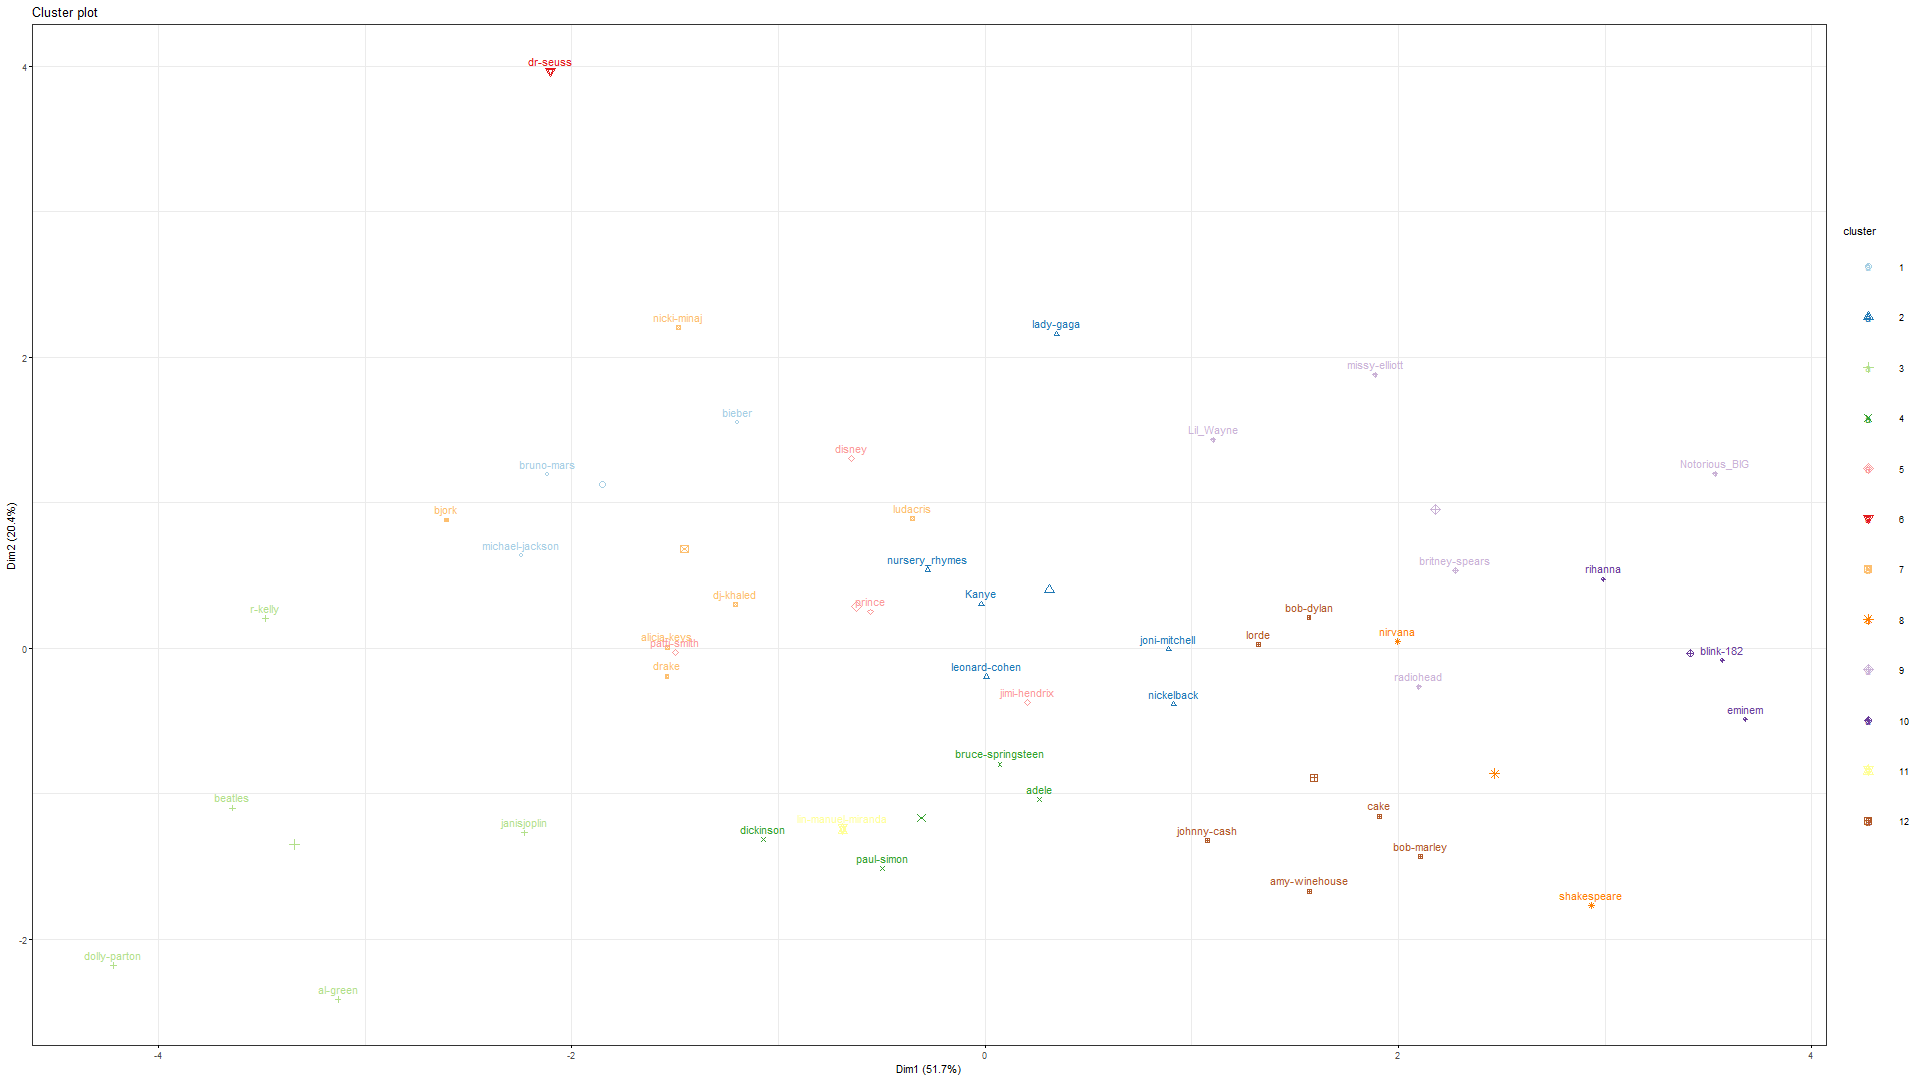 Cluster plot
dr-seuss
4
nicki-minaj
lady-gaga
2
missy-elliott
bieber
Lil_Wayne
disney
bruno-mars
Notorious_BIG
bjork
ludacris
michael-jackson
nursery_rhymes
britney-spears
rihanna
dj-khaled
Kanye
prince
r-kelly
bob-dylan
alicia-keys
patti-smith
lorde
nirvana
joni-mitchell
0
blink-182
drake
leonard-cohen
radiohead
jimi-hendrix
nickelback
eminem
bruce-springsteen
adele
beatles
cake
janisjoplin
lin-manuel-miranda
dickinson
johnny-cash
bob-marley
paul-simon
amy-winehouse
shakespeare
-2
dolly-parton
al-green
-4
-2
0
2
4
Dim1 (51.7%)
Dim2 (20.4%)
cluster
1
2
3
4
5
6
7
8
9
10
11
12